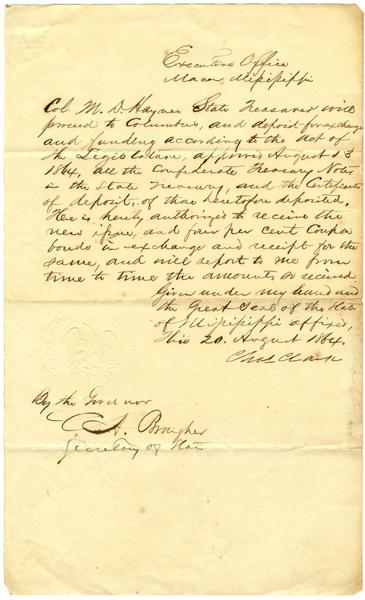 Executive Office
Macon, Mississippi
Col. M. D. Haynes State Treasurer will
proceed to Columbus, and deposit for exchange
and funding according to the Act of
the Legislature, approved August 13
1864, all the Confederate Treasury Notes
in the State Treasury, and the Certificates
of deposit, of those heretofore deposited.
He is hereby authorized to receive the
new issue, and four per cent Coupon
bonds in exchange and receipt for the
same, and will report to me from
time to time the amounts so received
Given under my hand and
the Great Seal of the State
of Mississippi affixed,
this 20. August 1864.
Chas Clark
By the Governor
C. A. Brougher
Secretary of State